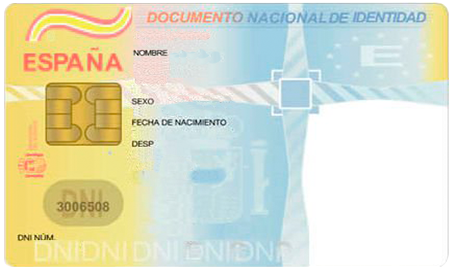 DOCUMENTO NACIONAL DE IDENTIDAD
ESPAÑA
NOMBRE
E
SEXO
FECHA DE NACIMIENTO
DESP
DNI
3006508
DNI NÚM.
DNIDNI DNI DNIDNI